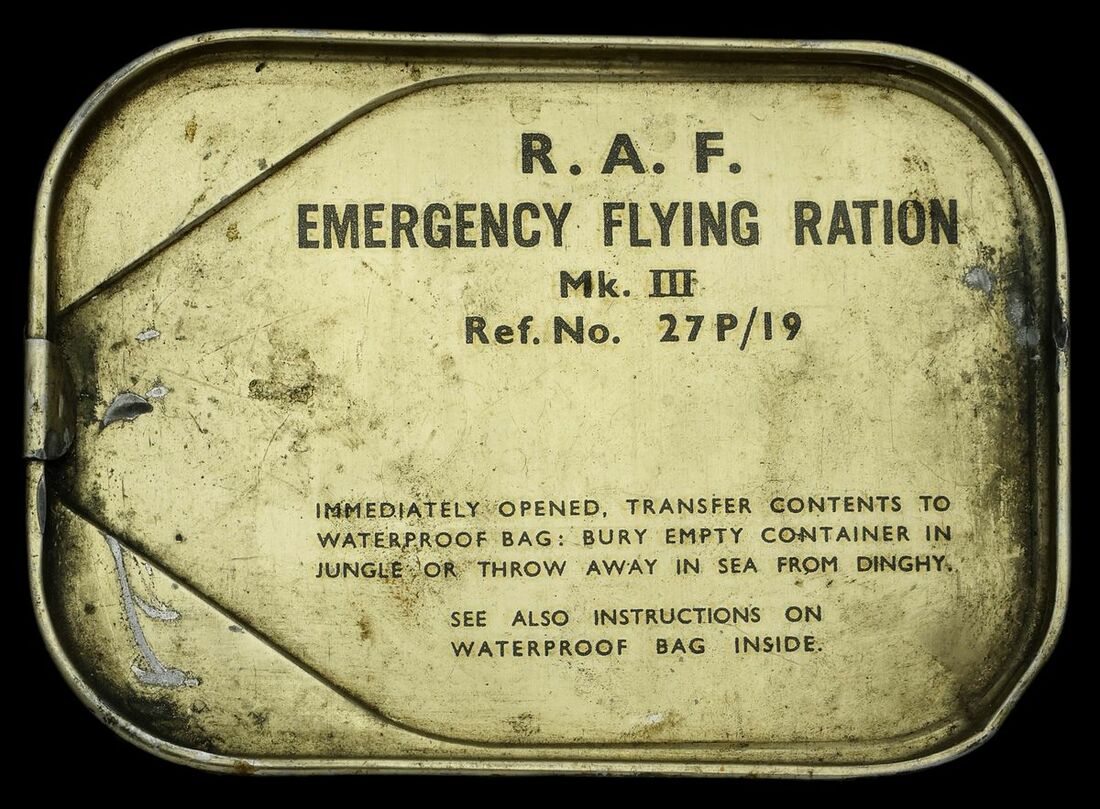 R. A. F.
EMERGENCY FLYING RATION
Mk. III
Ref. No. 27 P/19
IMMEDIATELY OPENED, TRANSFER CONTENTS TO
WATERPROOF BAG: BURY EMPTY CONTAINER IN
JUNGLE OR THROW AWAY IN SEA FROM DINGHY.
SEE ALSO INSTRUCTIONS ON
WATERPROOF BAG INSIDE.